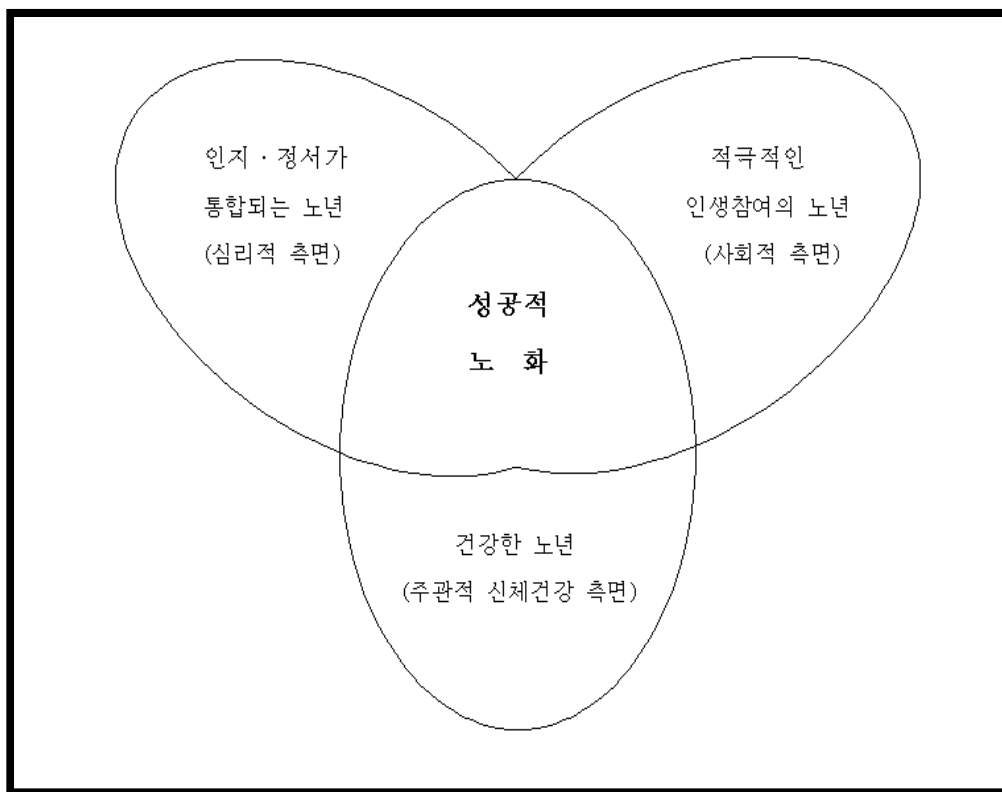 인지 · 정서가
통합되는 노년
(심리적 측면)
적극적인
인생참여의 노년
(사회적 측면)
성공적
노 화
건강한 노년
(주관적 신체건강 측면)